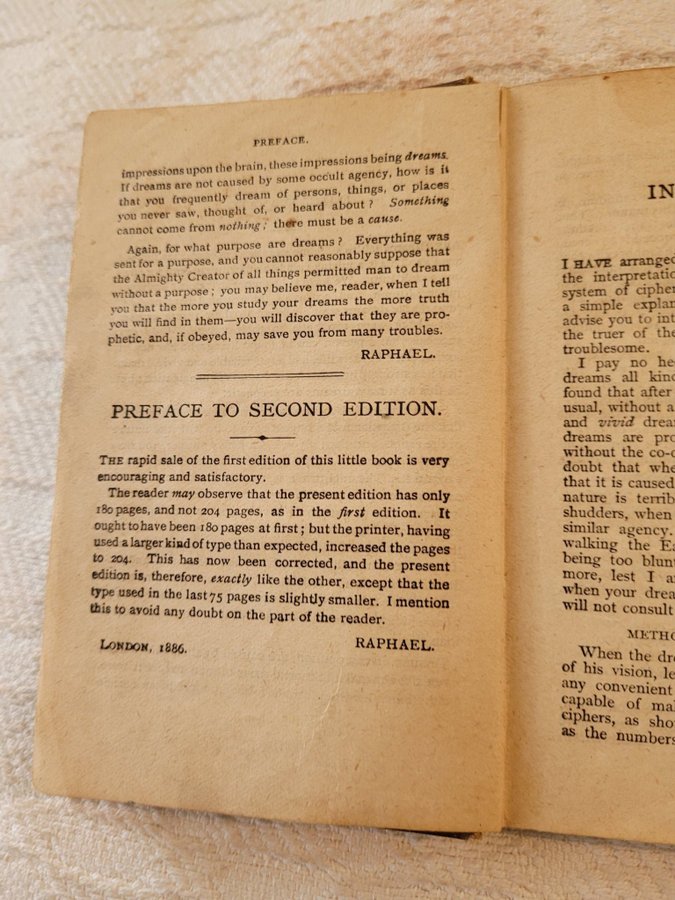 PREFACE.
impressions upon the brain, these impressions being dreams.
If dreams are not caused by some occult agency, how is it
that you frequently dream of persons, things, or places
you never saw, thought of, or heard about? Something
cannot come from nothing; there must be a cause.
Again, for what purpose are dreams? Everything was
sent for a purpose, and you cannot reasonably suppose that
the Almighty Creator of all things permitted man to dream
without a purpose; you may believe me, reader, when I tell
you that the more you study your dreams the more truth
you will find in them—you will discover that they are pro-
phetic, and, if obeyed, may save you from many troubles.
RAPHAEL.
PREFACE TO SECOND EDITION.
THE rapid sale of the first edition of this little book is very
encouraging and satisfactory.
The reader may observe that the present edition has only
180 pages, and not 204 pages, as in the first edition. It
ought to have been 180 pages at first; but the printer, having
used a larger kind of type than expected, increased the pages
to 204. This has now been corrected, and the present
edition is, therefore, exactly like the other, except that the
type used in the last 75 pages is slightly smaller. I mention
this to avoid any doubt on the part of the reader.
LONDON, 1886. RAPHAEL.
IN
I HAVE arranged
the interpretatio
system of cipher
a simple explan
advise you to int
the truer of the
troublesome.
I pay no hee
dreams all kind
found that after
usual, without a
and vivid drea
dreams are pro
without the co-o
doubt that whe
that it is caused
nature is terrib
shudders, when
similar agency.
walking the Ea
being too blun
more, lest I a
when your drea
will not consult
METHO
When the dre
of his vision, le
any convenient
capable of mak
ciphers, as sho
as the numbers